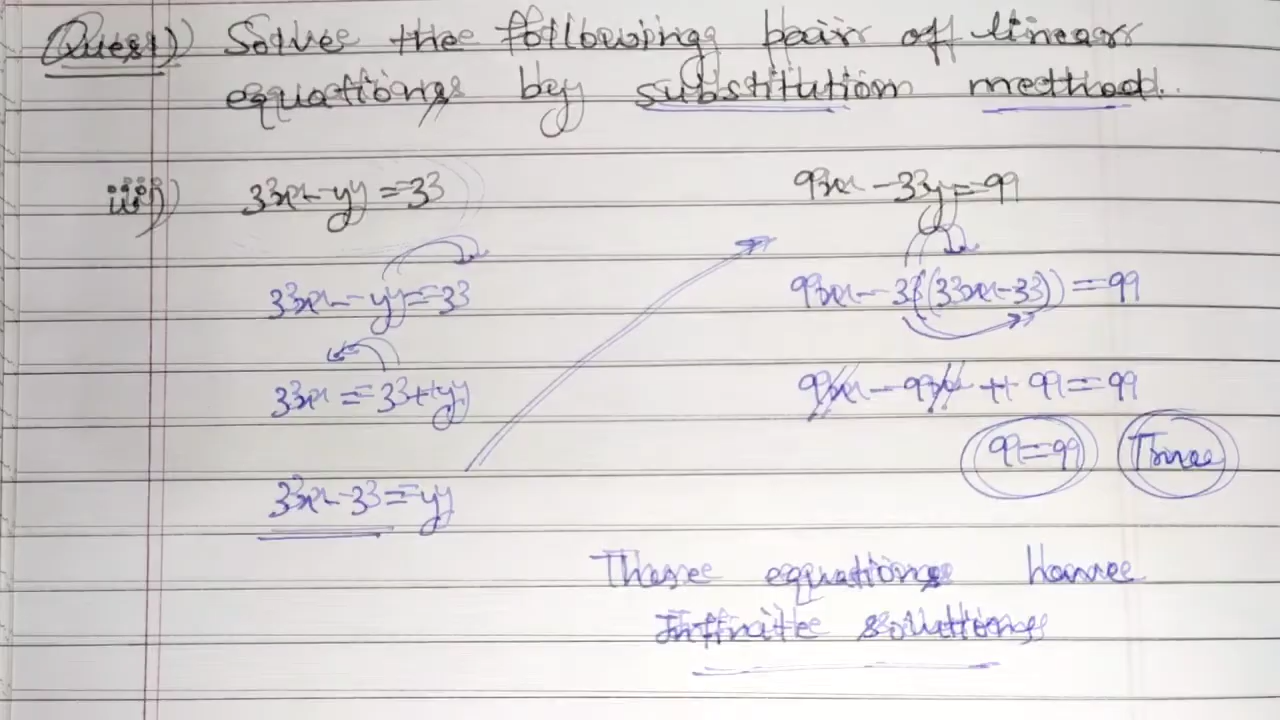 Ques1) Solve the following pair of linear
equations by substitution method.
iii) 3x - y = 3 9x - 3y = 9
3x - y = 3 9x - 3(3x - 3) = 9
3x = 3 + y 9x - 9x + 9 = 9
9 = 9 True
3x - 3 = y
These equations have
Infinite solutions